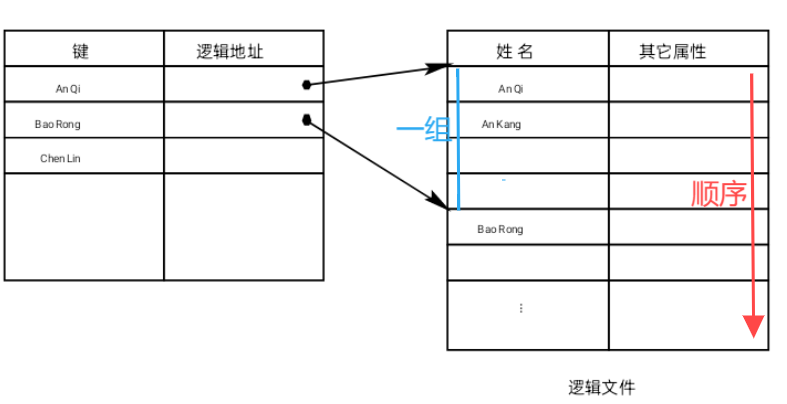 键 逻辑地址
An Qi
Bao Rong
Chen Lin
姓 名 其它属性
An Qi
An Kang
Bao Rong
⋮
一组
顺序
逻辑文件